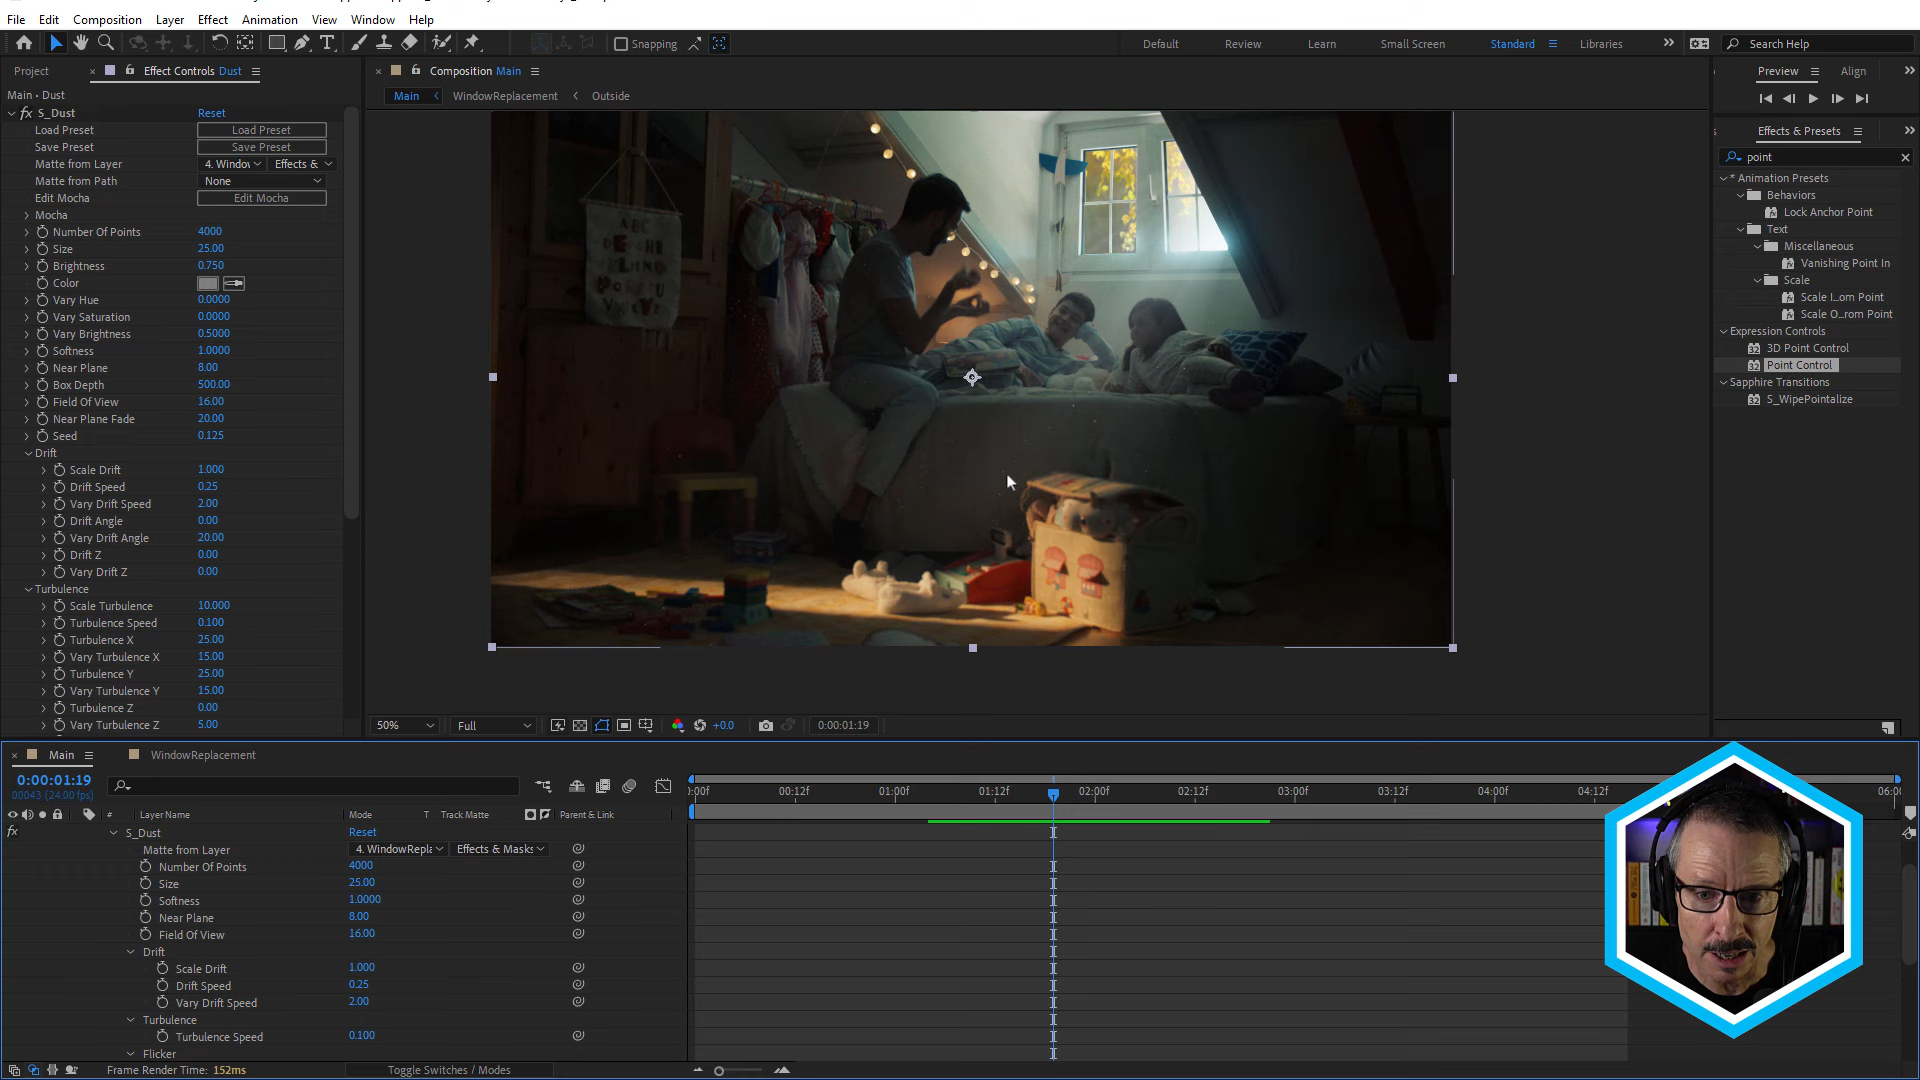 File Edit Composition Layer Effect Animation View Window Help
Snapping Default Review Learn Small Screen Standard Libraries Search Help
Project Effect Controls Dust
Composition Main
Preview Align
Main • Dust
Main WindowReplacement Outside
S_Dust Reset
Load Preset Load Preset
Save Preset Save Preset
Matte from Layer Effects &
Matte from Path None
Edit Mocha Edit Mocha
Mocha
Number Of Points 4000
Size 25.00
Brightness 0.750
Color
Vary Hue 0.0000
Vary Saturation 0.0000
Vary Brightness 0.5000
Softness 1.0000
Near Plane 8.00
Box Depth 500.00
Field Of View 16.00
Near Plane Fade 20.00
Seed 0.125
Drift
Scale Drift 1.000
Drift Speed 0.25
Vary Drift Speed 2.00
Drift Angle 0.00
Vary Drift Angle 20.00
Drift Z 0.00
Vary Drift Z 0.00
Turbulence
Scale Turbulence 10.000
Turbulence Speed 0.100
Turbulence X 25.00
Vary Turbulence X 15.00
Turbulence Y 25.00
Vary Turbulence Y 15.00
Turbulence Z 0.00
Vary Turbulence Z 5.00
50% Full +0.0 0:00:01:19
Effects & Presets
point
* Animation Presets
Behaviors
Lock Anchor Point
Text
Miscellaneous
Vanishing Point In
Scale
Scale I...om Point
Scale O...rom Point
Expression Controls
3D Point Control
Point Control
Sapphire Transitions
S_WipePointalize
Main WindowReplacement
0:00:01:19
00043 (24.00 fps)
00:12f 01:00f 01:12f 02:00f 02:12f 03:00f 03:12f 04:00f 04:12f
# Layer Name Mode T Track Matte Parent & Link
S_Dust Reset
Matte from Layer Effects & Masks
Number Of Points 4000
Size 25.00
Softness 1.0000
Near Plane 8.00
Field Of View 16.00
Drift
Scale Drift 1.000
Drift Speed 0.25
Vary Drift Speed 2.00
Turbulence
Turbulence Speed 0.100
Flicker
Frame Render Time: 152ms Toggle Switches / Modes